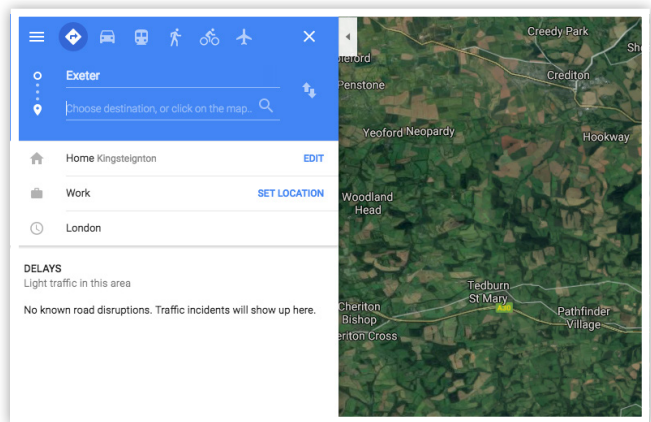 Exeter
Choose destination, or click on the map..
Home Kingsteignton
EDIT
Work
SET LOCATION
London
DELAYS
Light traffic in this area
No known road disruptions. Traffic incidents will show up here.
Creedy Park
Crediton
Penstone
Yeoford Neopardy
Hookway
Woodland
Head
Tedburn
St Mary
Cheriton
Bishop
Pathfinder
Village
eriton Cross